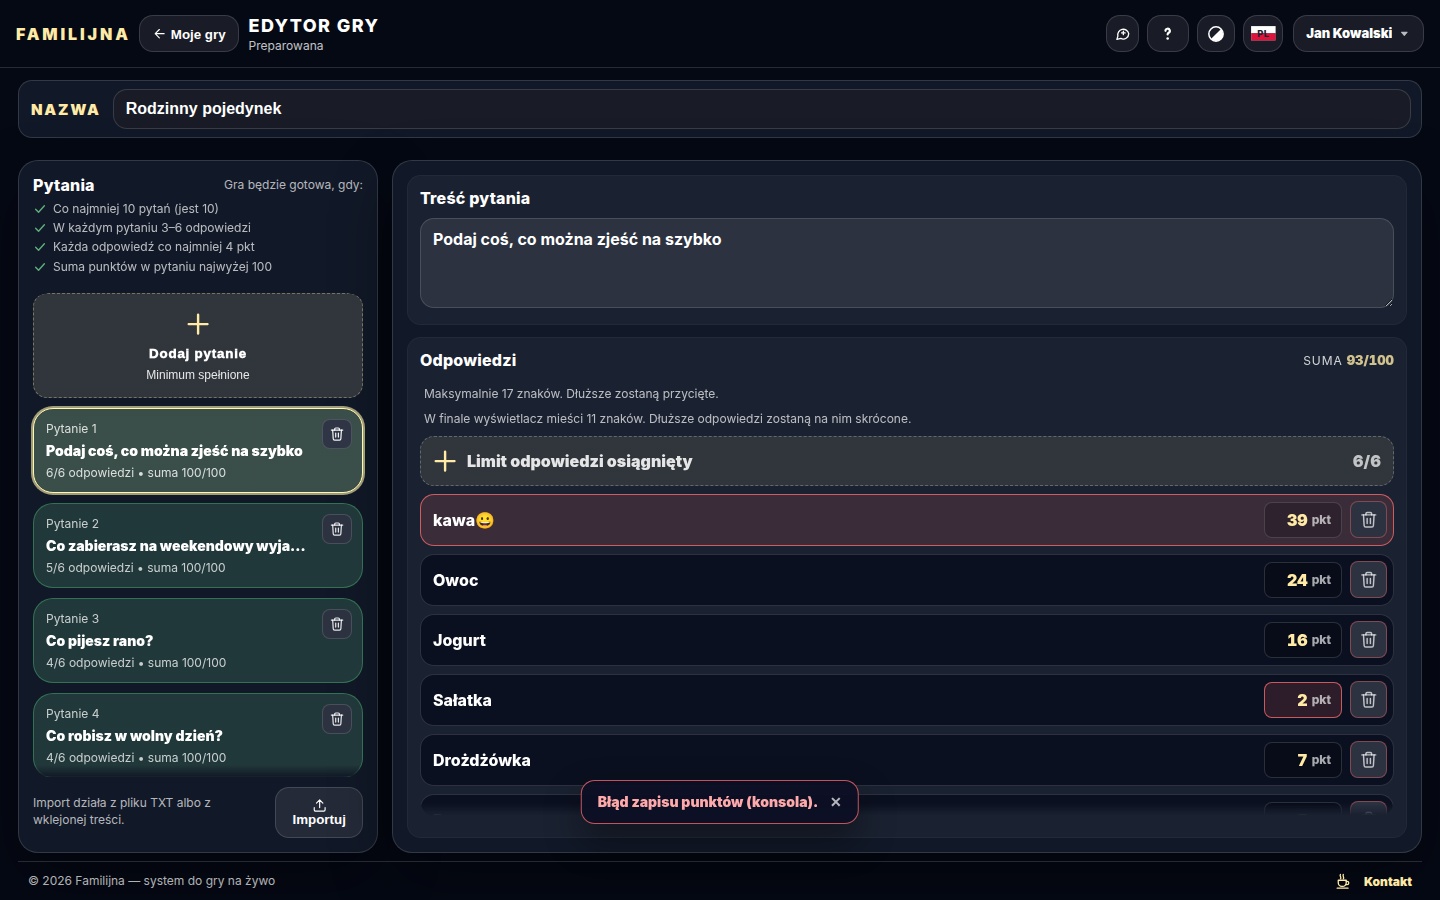 FAMILIJNA
← Moje gry
EDYTOR GRY
Preparowana
?
PL
Jan Kowalski
NAZWA
Rodzinny pojedynek
Pytania
Gra będzie gotowa, gdy:
Co najmniej 10 pytań (jest 10)
W każdym pytaniu 3–6 odpowiedzi
Każda odpowiedź co najmniej 4 pkt
Suma punktów w pytaniu najwyżej 100
Dodaj pytanie
Minimum spełnione
Pytanie 1
Podaj coś, co można zjeść na szybko
6/6 odpowiedzi • suma 100/100
Pytanie 2
Co zabierasz na weekendowy wyja...
5/6 odpowiedzi • suma 100/100
Pytanie 3
Co pijesz rano?
4/6 odpowiedzi • suma 100/100
Pytanie 4
Co robisz w wolny dzień?
4/6 odpowiedzi • suma 100/100
Import działa z pliku TXT albo z
wklejonej treści.
Importuj
Treść pytania
Podaj coś, co można zjeść na szybko
Odpowiedzi
SUMA 93/100
Maksymalnie 17 znaków. Dłuższe zostaną przycięte.
W finale wyświetlacz mieści 11 znaków. Dłuższe odpowiedzi zostaną na nim skrócone.
Limit odpowiedzi osiągnięty
6/6
kawa😀
39 pkt
Owoc
24 pkt
Jogurt
16 pkt
Sałatka
2 pkt
Drożdżówka
7 pkt
Błąd zapisu punktów (konsola). ✕
© 2026 Familijna — system do gry na żywo
Kontakt